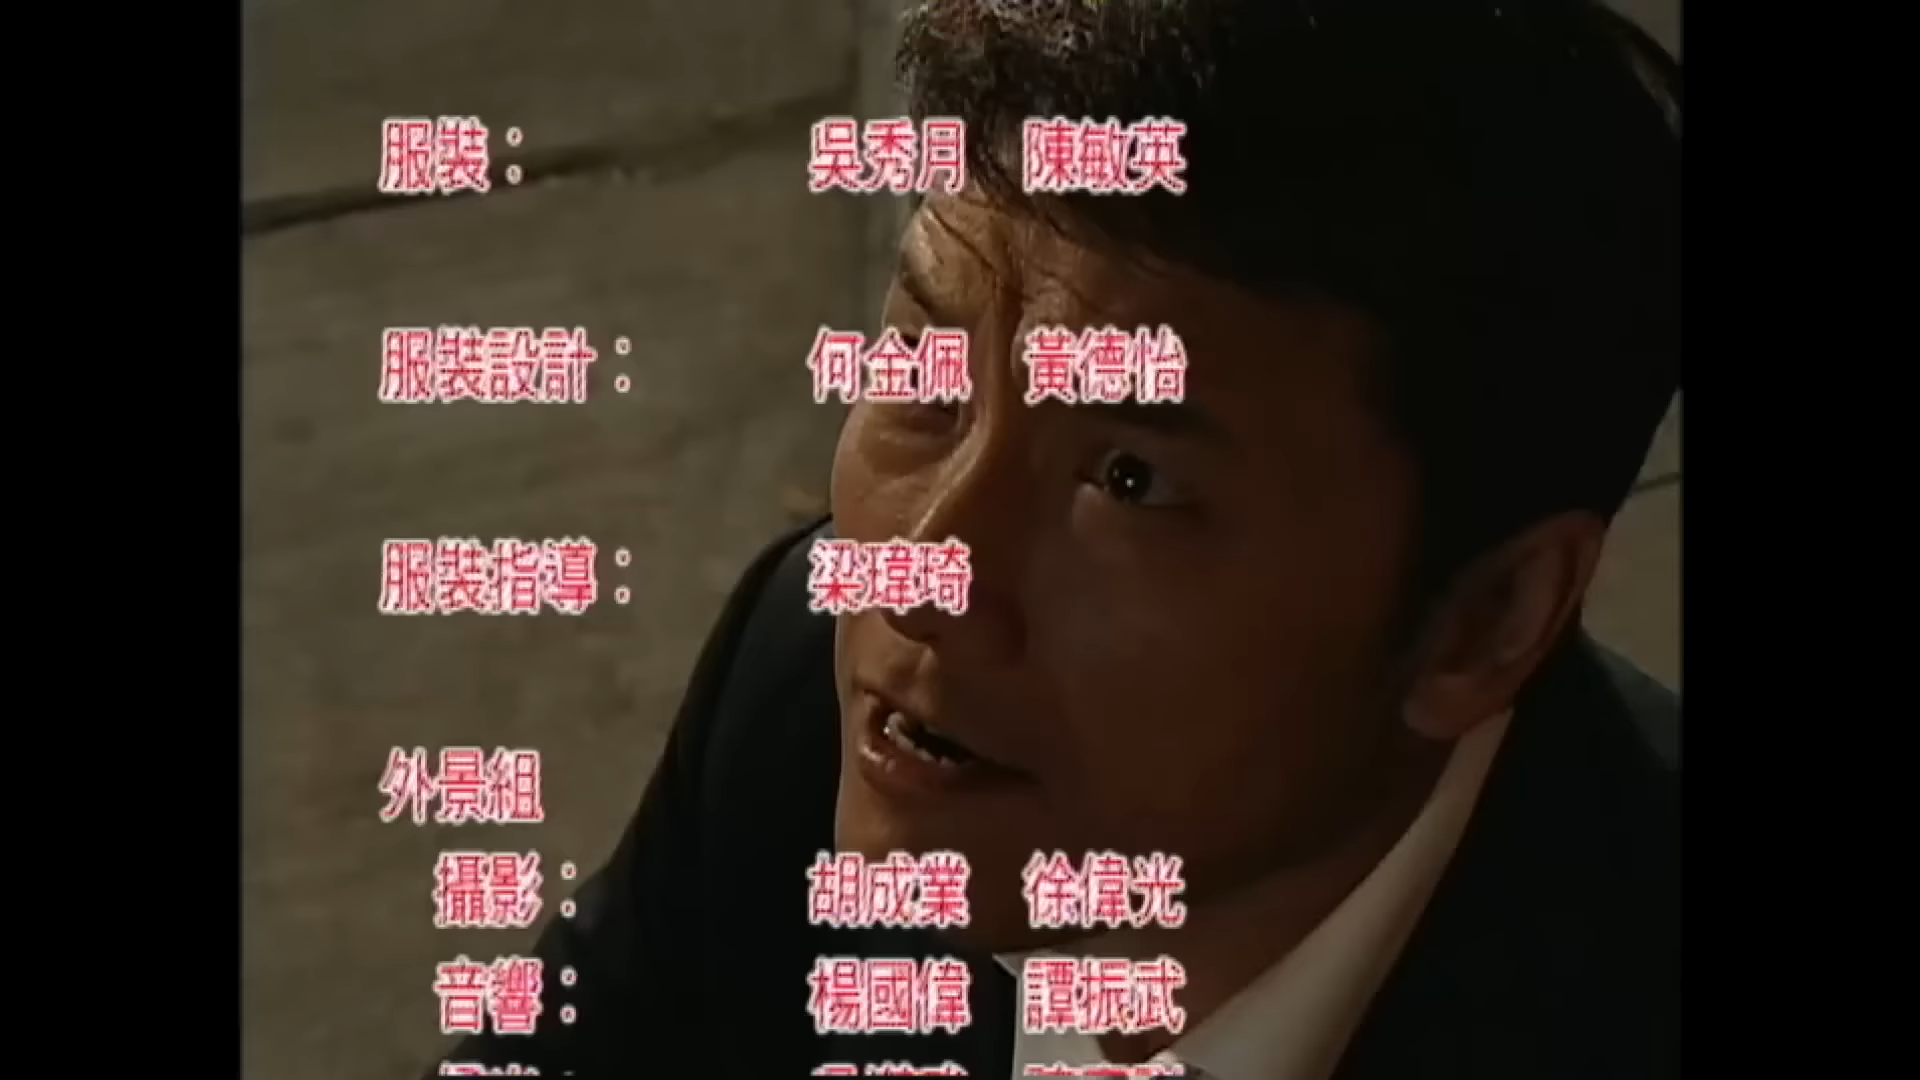 服裝： 吳秀月 陳敏英
服裝設計： 何金佩 黃德怡
服裝指導： 梁瑋琦
外景組
攝影： 胡成業 徐偉光
音響： 楊國偉 譚振武